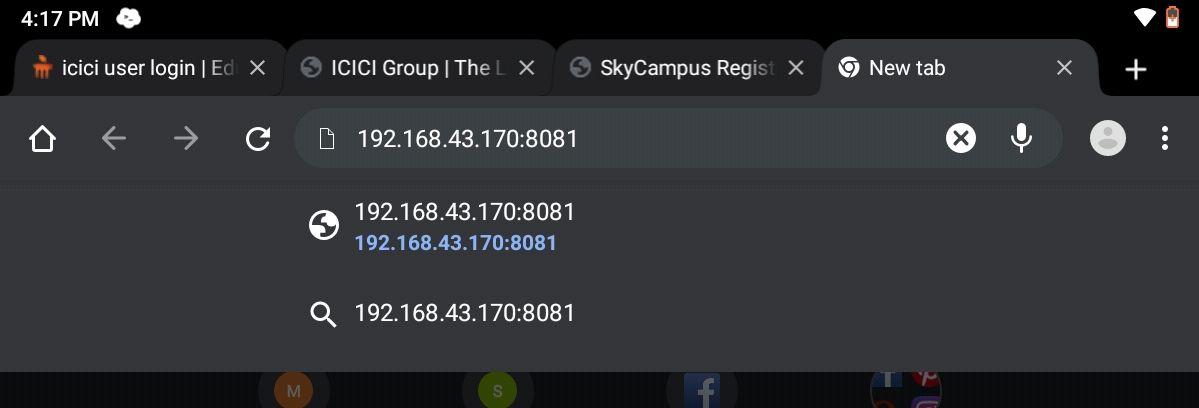 4:17 PM
icici user login | Ed
ICICI Group | The L
SkyCampus Regist
New tab
192.168.43.170:8081
192.168.43.170:8081
192.168.43.170:8081
192.168.43.170:8081
M
S